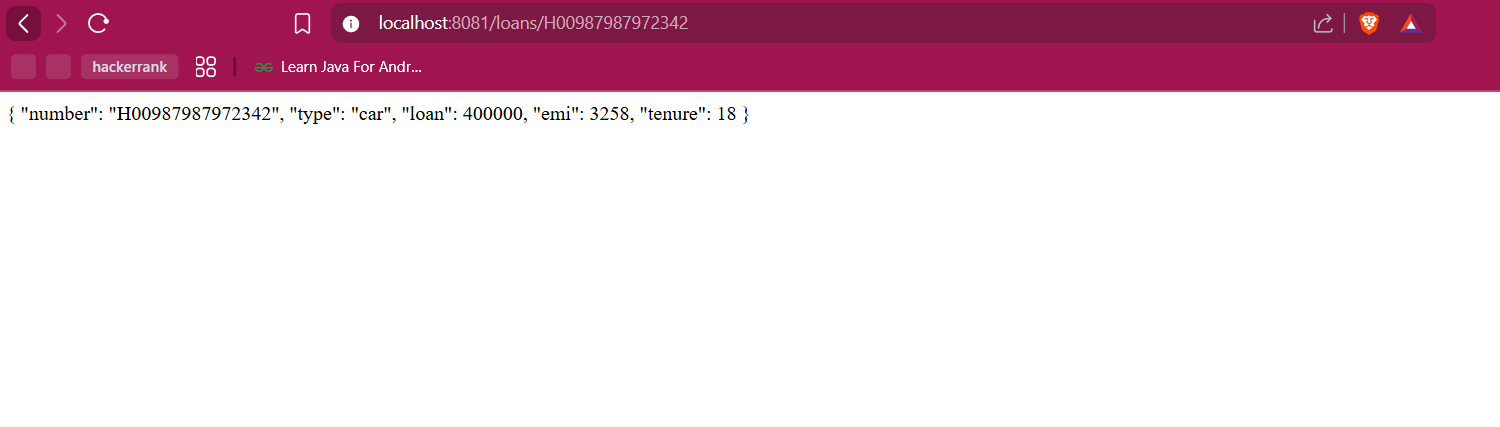 localhost:8081/loans/H00987987972342
hackerrank Learn Java For Andr...
{ "number": "H00987987972342", "type": "car", "loan": 400000, "emi": 3258, "tenure": 18 }